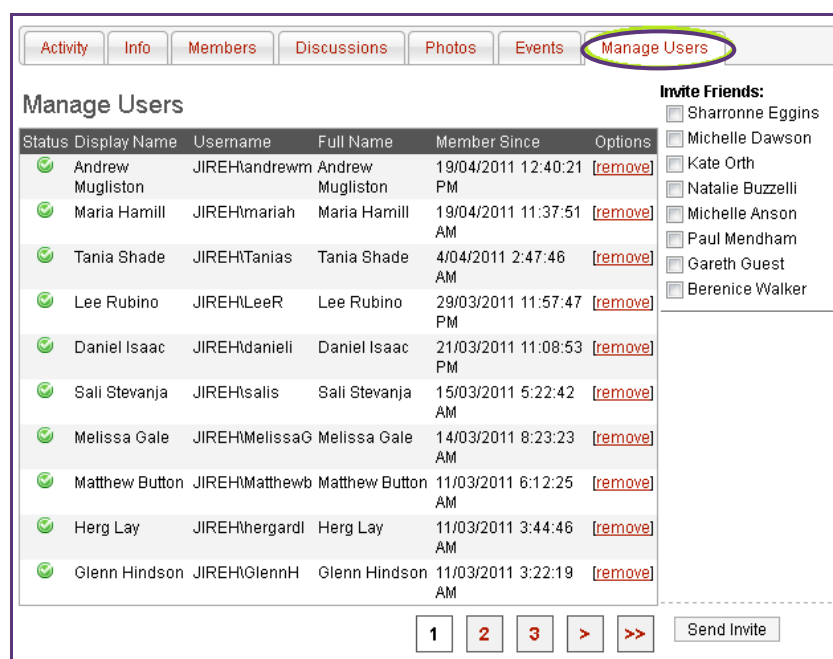 Activity Info Members Discussions Photos Events Manage Users
Manage Users
Status Display Name Username Full Name Member Since Options
Andrew JIREH\andrewm Andrew 19/04/2011 12:40:21 [remove]
Mugliston Mugliston PM
Maria Hamill JIREH\mariah Maria Hamill 19/04/2011 11:37:51 [remove]
AM
Tania Shade JIREH\Tanias Tania Shade 4/04/2011 2:47:46 [remove]
AM
Lee Rubino JIREH\LeeR Lee Rubino 29/03/2011 11:57:47 [remove]
PM
Daniel Isaac JIREH\danieli Daniel Isaac 21/03/2011 11:08:53 [remove]
PM
Sali Stevanja JIREH\salis Sali Stevanja 15/03/2011 5:22:42 [remove]
AM
Melissa Gale JIREH\MelissaG Melissa Gale 14/03/2011 8:23:23 [remove]
AM
Matthew Button JIREH\Matthewb Matthew Button 11/03/2011 6:12:25 [remove]
AM
Herg Lay JIREH\hergardl Herg Lay 11/03/2011 3:44:46 [remove]
AM
Glenn Hindson JIREH\GlennH Glenn Hindson 11/03/2011 3:22:19 [remove]
AM
1 2 3 > >>
Invite Friends:
Sharronne Eggins
Michelle Dawson
Kate Orth
Natalie Buzzelli
Michelle Anson
Paul Mendham
Gareth Guest
Berenice Walker
Send Invite